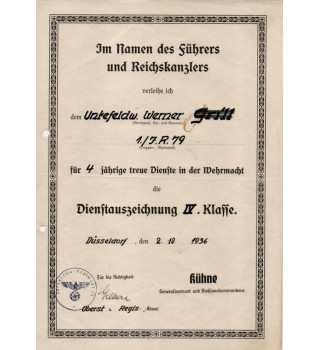 Im Namen des Führers
und Reichskanzlers
verleihe ich
dem Unterfeldw. Werner Grill
1./J.R. 79
für 4 jährige treue Dienste in der Wehrmacht
die
Dienstauszeichnung IV. Klasse.
Düsseldorf, den 2. 10 1936
Für die Richtigkeit:
Kühne
Generalleutnant und Divisionskommandeur.
Oberst u. Regts.